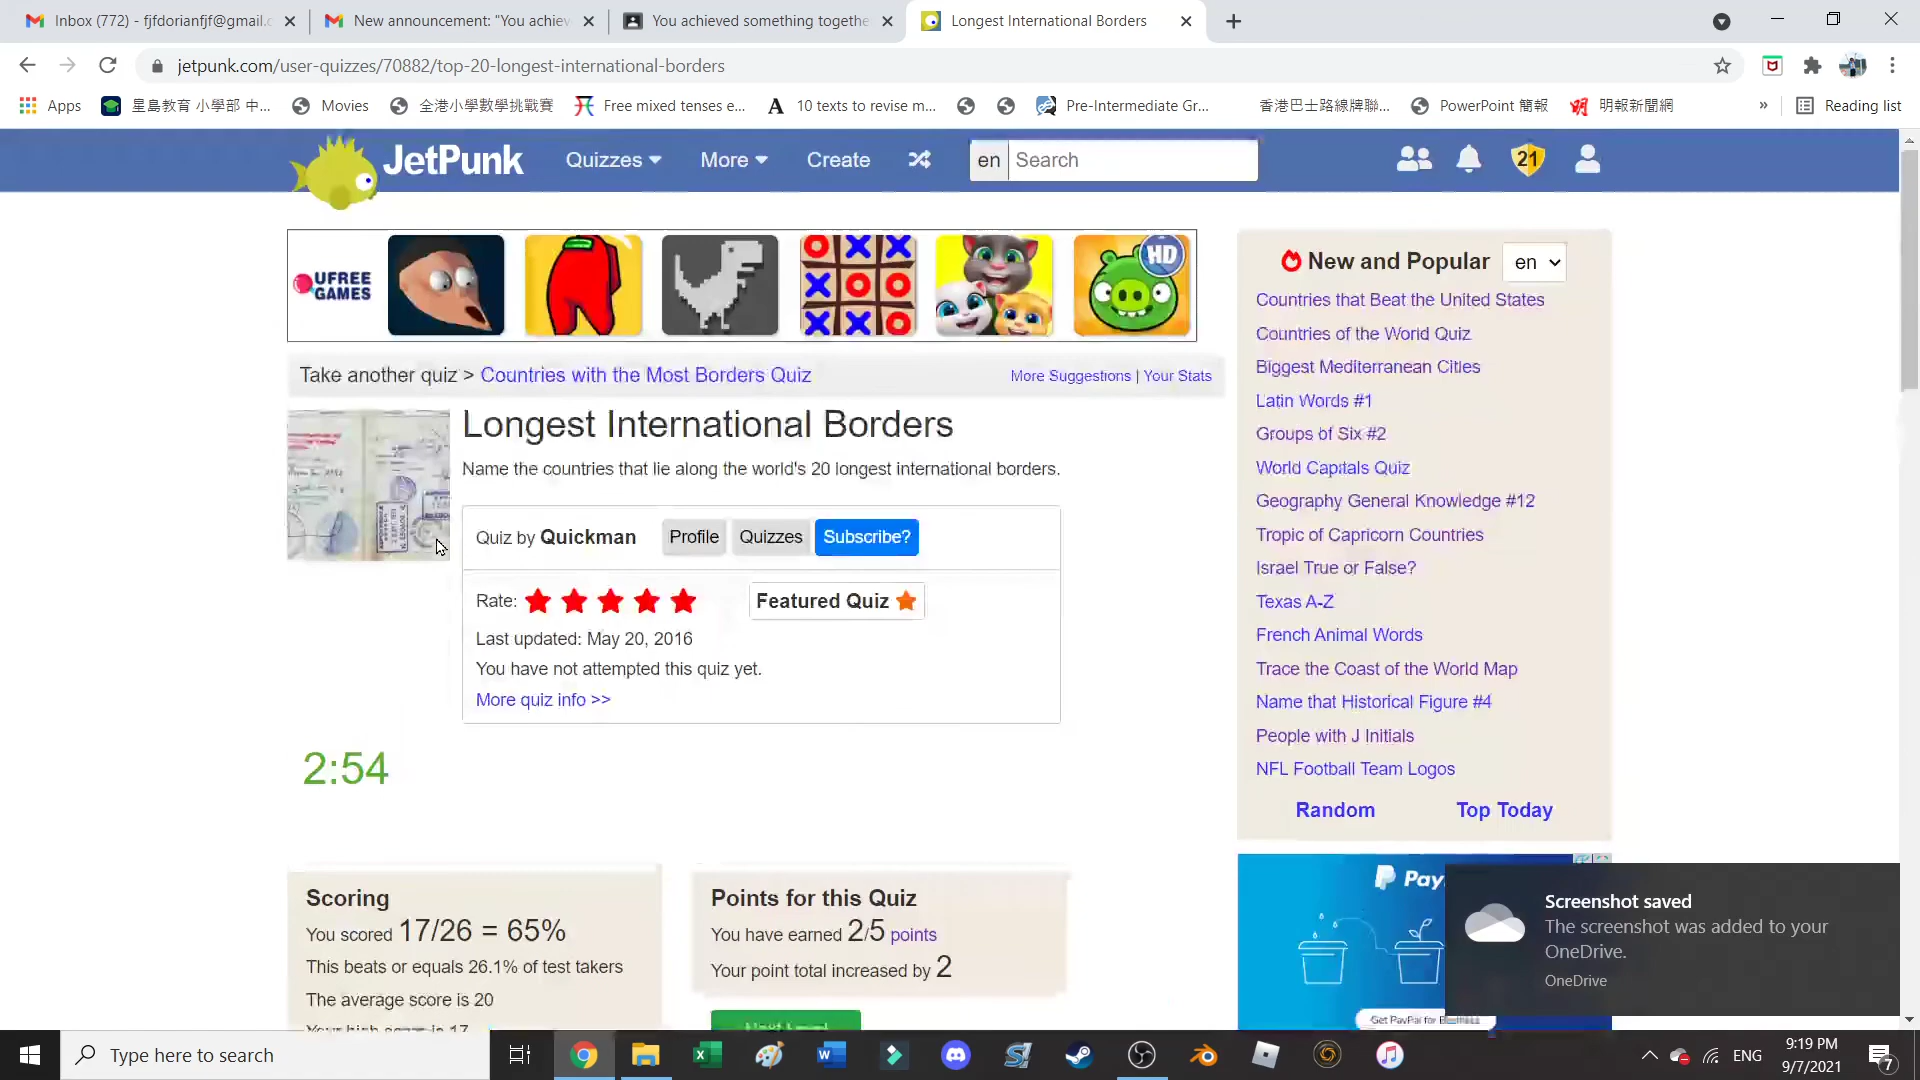 Inbox (772) - fjfdorianfjf@gmail.c
New announcement: "You achiev
You achieved something togethe
Longest International Borders
jetpunk.com/user-quizzes/70882/top-20-longest-international-borders
Apps
星島教育 小學部 中...
Movies
全港小學數學挑戰賽
Free mixed tenses e...
10 texts to revise m...
Pre-Intermediate Gr...
香港巴士路線牌聯...
PowerPoint 簡報
明報新聞網
»
Reading list
JetPunk
Quizzes
More
Create
en
Search
21
UFREE GAMES
HD
Take another quiz > Countries with the Most Borders Quiz
More Suggestions | Your Stats
Longest International Borders
Name the countries that lie along the world's 20 longest international borders.
Quiz by Quickman
Profile
Quizzes
Subscribe?
Rate:
Featured Quiz
Last updated: May 20, 2016
You have not attempted this quiz yet.
More quiz info >>
2:54
Scoring
You scored 17/26 = 65%
This beats or equals 26.1% of test takers
The average score is 20
Points for this Quiz
You have earned 2/5 points
Your point total increased by 2
New and Popular
en
Countries that Beat the United States
Countries of the World Quiz
Biggest Mediterranean Cities
Latin Words #1
Groups of Six #2
World Capitals Quiz
Geography General Knowledge #12
Tropic of Capricorn Countries
Israel True or False?
Texas A-Z
French Animal Words
Trace the Coast of the World Map
Name that Historical Figure #4
People with J Initials
NFL Football Team Logos
Random
Top Today
Screenshot saved
The screenshot was added to your
OneDrive.
OneDrive
Type here to search
ENG
9:19 PM
9/7/2021
7